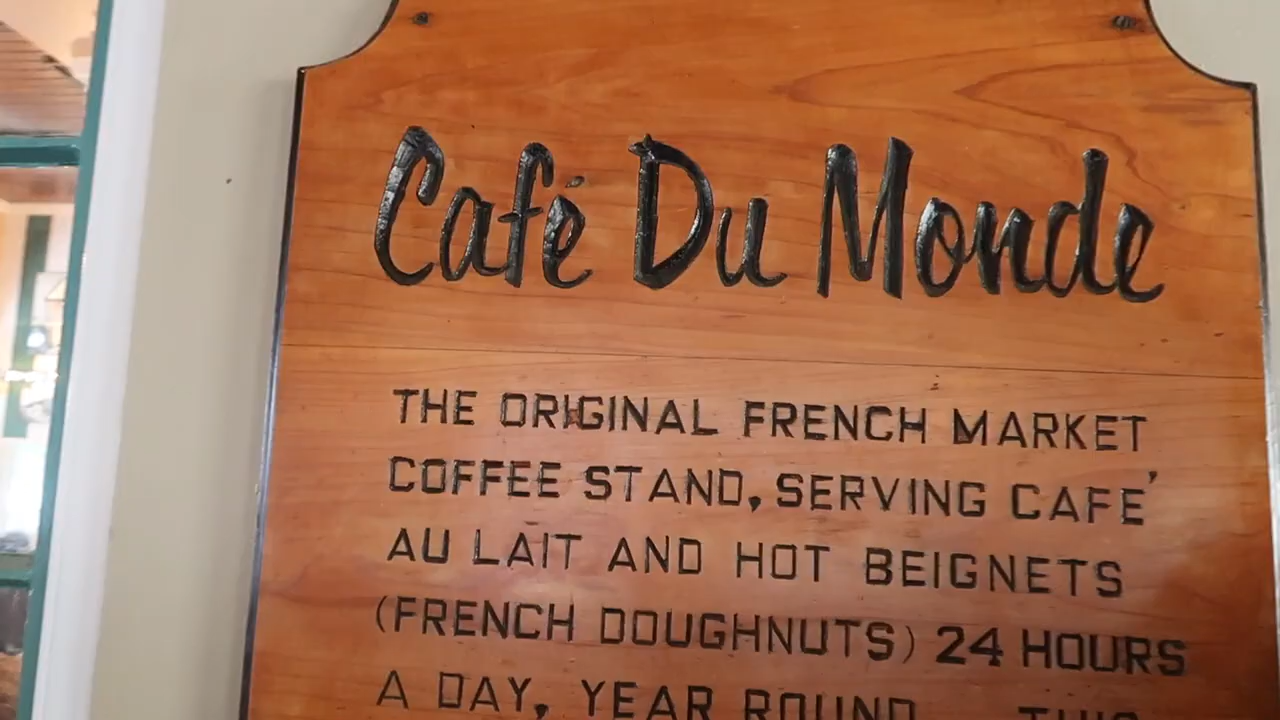 Café Du Monde
THE ORIGINAL FRENCH MARKET
COFFEE STAND, SERVING CAFE'
AU LAIT AND HOT BEIGNETS
(FRENCH DOUGHNUTS) 24 HOURS
A DAY, YEAR ROUND THIS